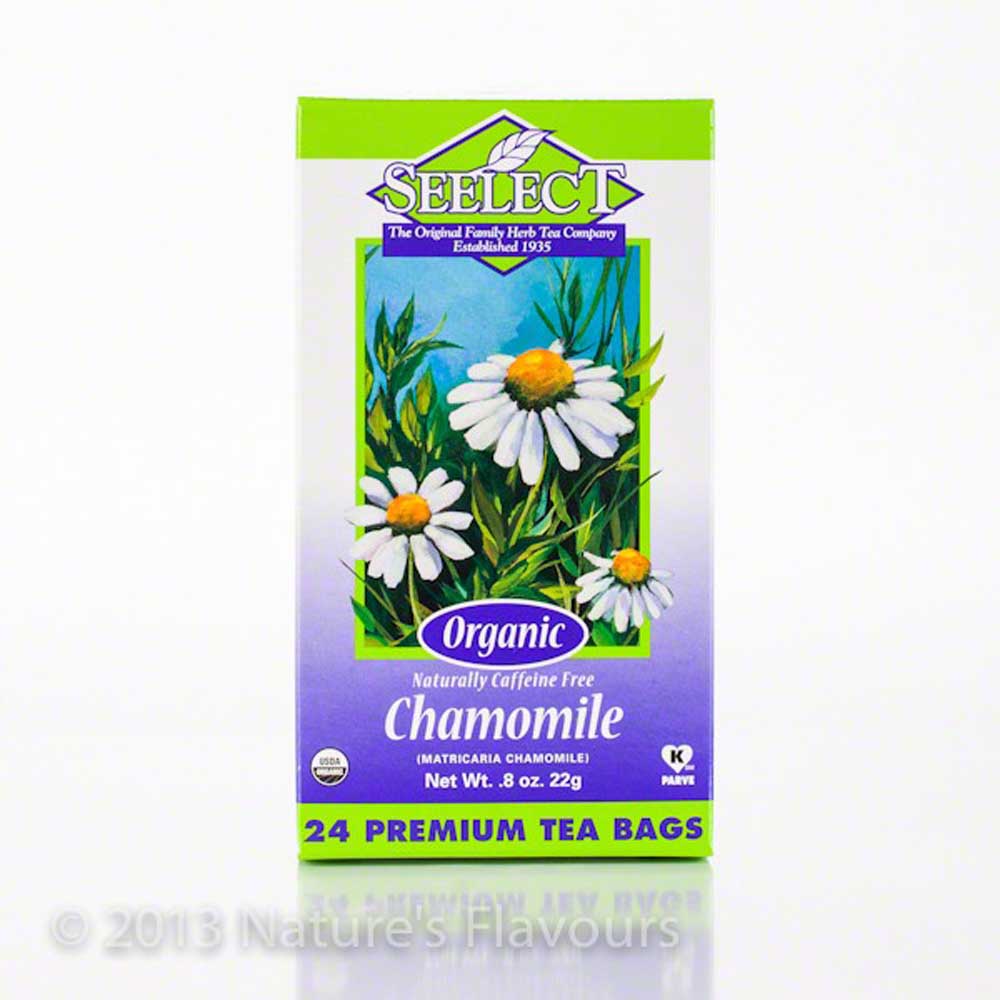 SEELECT
The Original Family Herb Tea Company
Established 1935
Organic
Naturally Caffeine Free
Chamomile
(MATRICARIA CHAMOMILE)
Net Wt. .8 oz. 22g
USDA
ORGANIC
K
PARVE
24 PREMIUM TEA BAGS
© 2013 Nature's Flavours